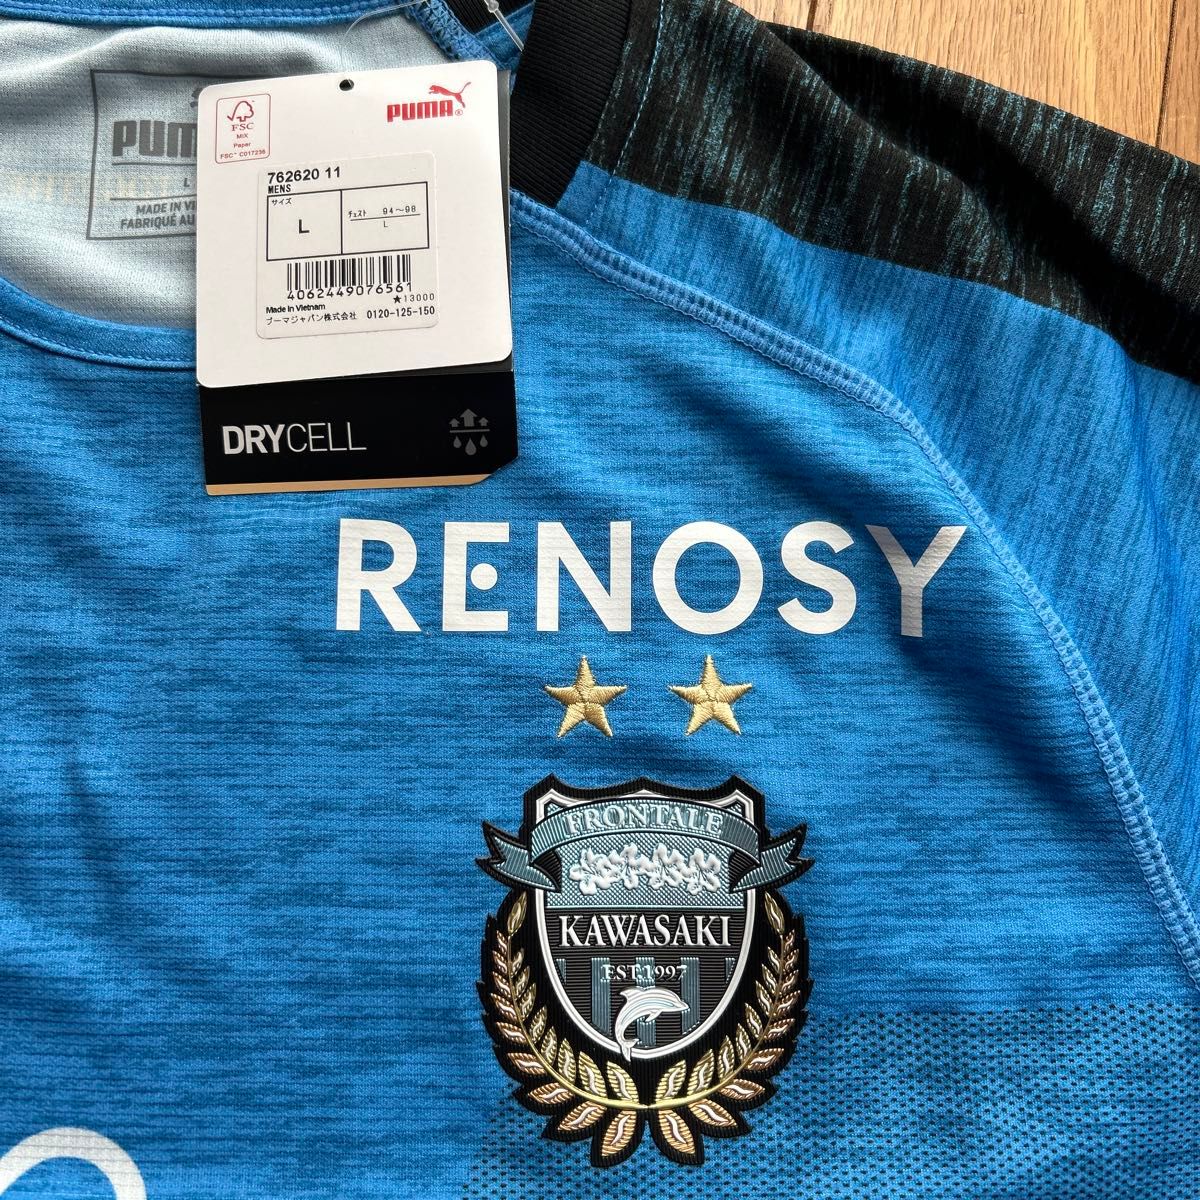 PUMA
L
MADE IN VI
FABRIQUÉ AU
FSC
MIX
Paper
FSC™ C017236
PUMA®
762620 11
MENS
サイズ
L
チェスト 94～98
L
4062449076561
★13000
Made in Vietnam
プーマジャパン株式会社 0120-125-150
DRYCELL
RENOSY
FRONTALE
KAWASAKI
EST.1997